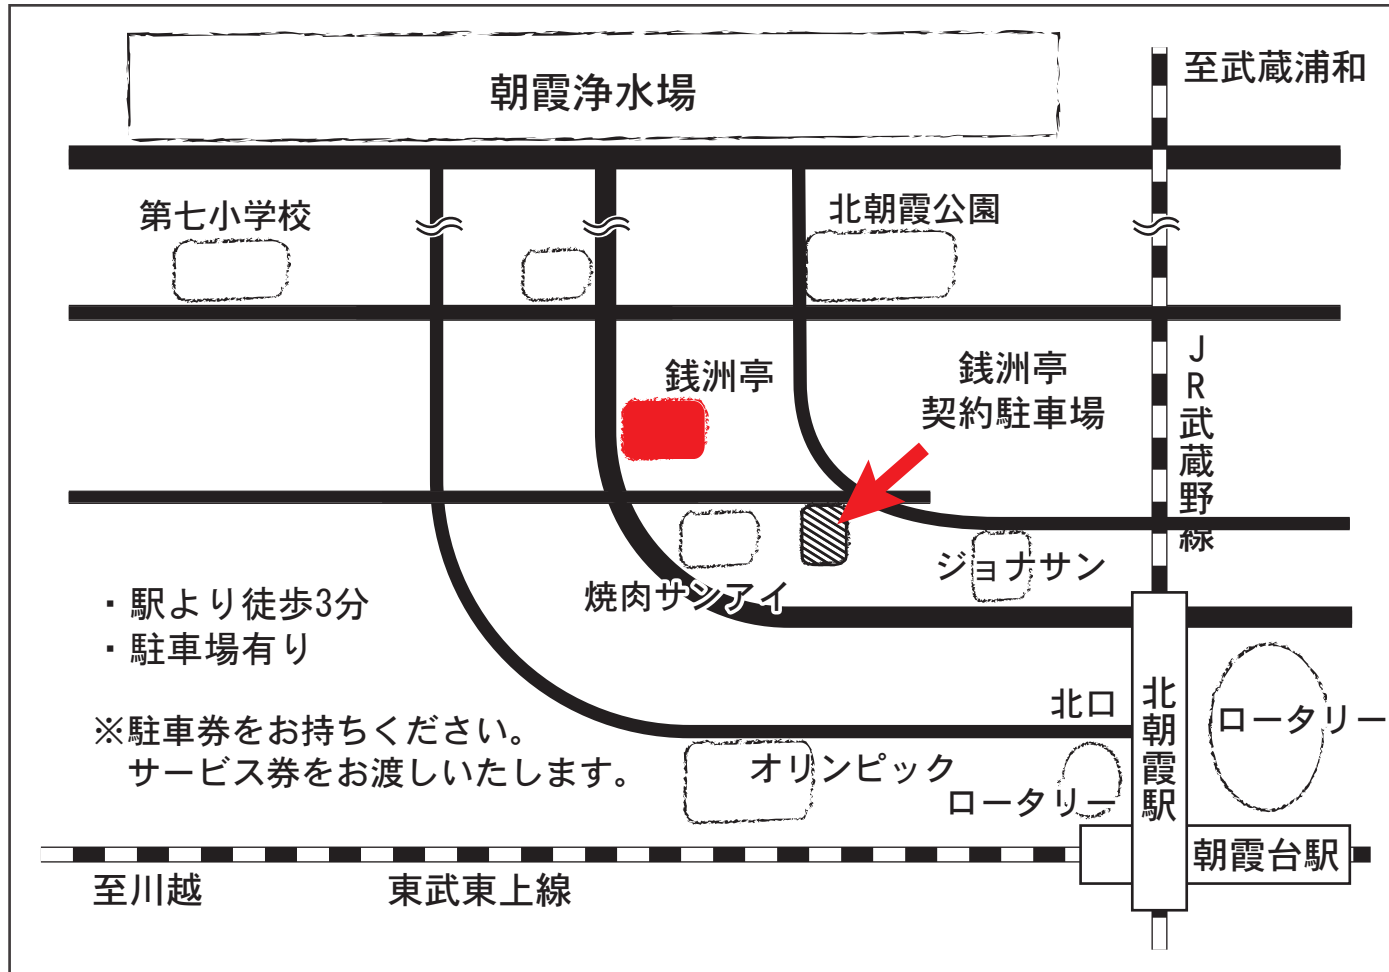 朝霞浄水場
至武蔵浦和
第七小学校
北朝霞公園
銭洲亭
銭洲亭
契約駐車場
JR武蔵野線
焼肉サンアイ
ジョナサン
・駅より徒歩3分
・駐車場有り
※駐車券をお持ちください。
サービス券をお渡しいたします。
北口
北朝霞駅
ロータリー
オリンピック
ロータリー
朝霞台駅
至川越
東武東上線